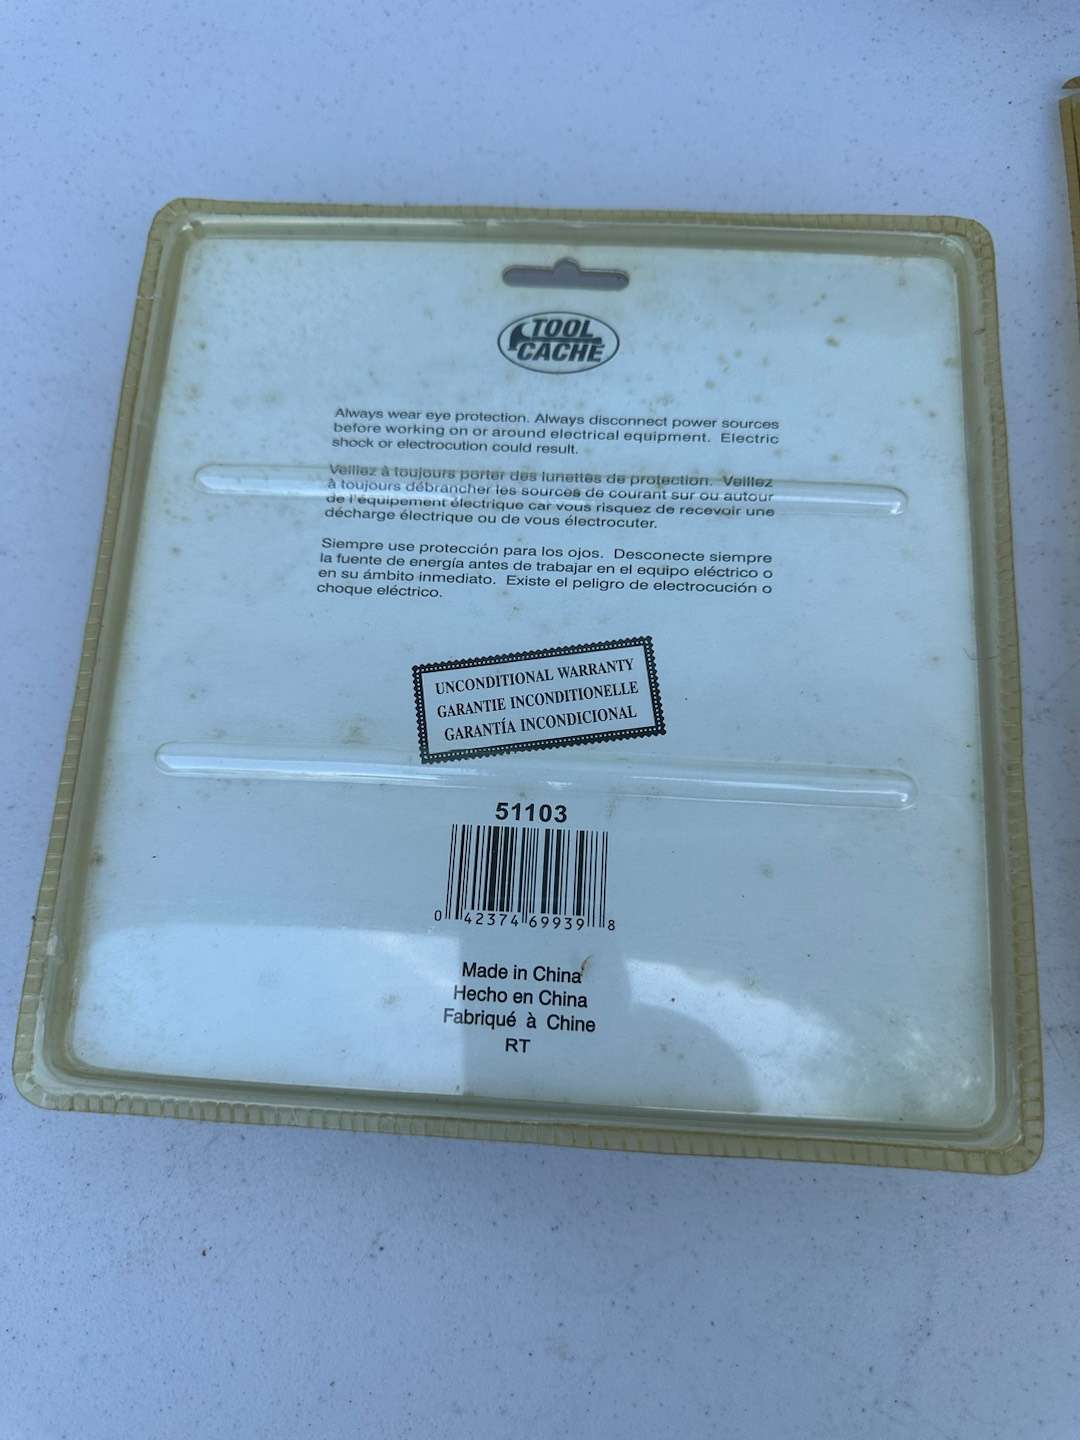 TOOL
CACHE
Always wear eye protection. Always disconnect power sources
before working on or around electrical equipment. Electric
shock or electrocution could result.
Veillez à toujours porter des lunettes de protection. Veillez
à toujours débrancher les sources de courant sur ou autour
de l'équipement électrique car vous risquez de recevoir une
décharge électrique ou de vous électrocuter.
Siempre use protección para los ojos. Desconecte siempre
la fuente de energía antes de trabajar en el equipo eléctrico o
en su ámbito inmediato. Existe el peligro de electrocución o
choque eléctrico.
UNCONDITIONAL WARRANTY
GARANTIE INCONDITIONELLE
GARANTÍA INCONDICIONAL
51103
0 42374 69939 8
Made in China
Hecho en China
Fabriqué à Chine
RT